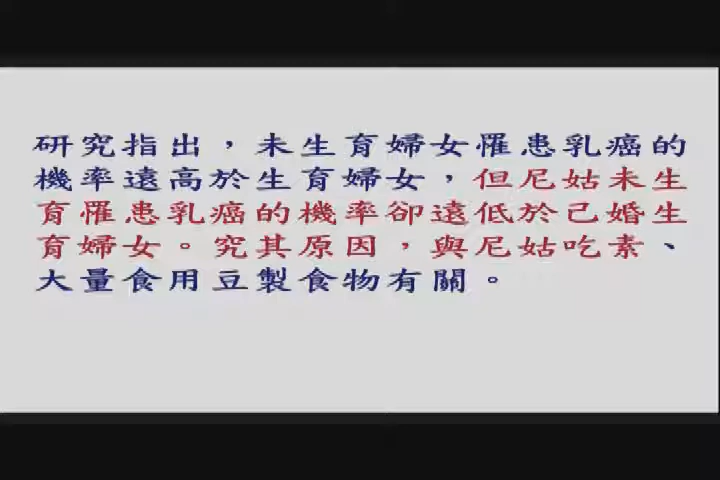 研究指出，未生育婦女罹患乳癌的
機率遠高於生育婦女，但尼姑未生
育罹患乳癌的機率卻遠低於已婚生
育婦女。究其原因，與尼姑吃素、
大量食用豆製食物有關。